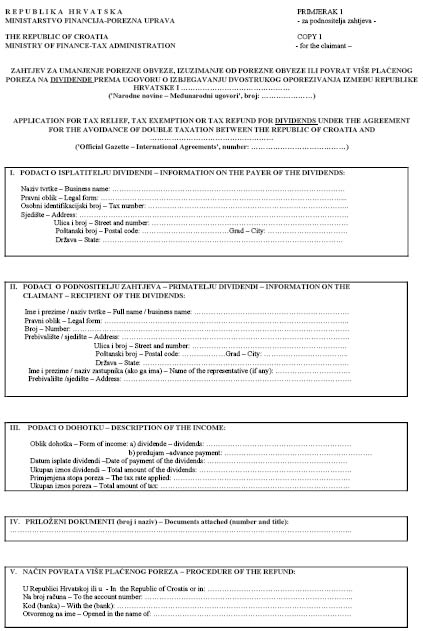 REPUBLIKA HRVATSKA
MINISTARSTVO FINANCIJA-POREZNA UPRAVA
PRIMJERAK 1
- za podnositelja zahtjeva -
THE REPUBLIC OF CROATIA
MINISTRY OF FINANCE-TAX ADMINISTRATION
COPY 1
- for the claimant –
ZAHTJEV ZA UMANJENJE POREZNE OBVEZE, IZUZIMANJE OD POREZNE OBVEZE ILI POVRAT VIŠE PLAĆENOG
POREZA NA DIVIDENDE PREMA UGOVORU O IZBJEGAVANJU DVOSTRUKOG OPOREZIVANJA IZMEĐU REPUBLIKE
HRVATSKE I ……………………………………
('Narodne novine – Međunarodni ugovori', broj: …………………)
APPLICATION FOR TAX RELIEF, TAX EXEMPTION OR TAX REFUND FOR DIVIDENDS UNDER THE AGREEMENT
FOR THE AVOIDANCE OF DOUBLE TAXATION BETWEEN THE REPUBLIC OF CROATIA AND
……………………………………………………
('Official Gazette – International Agreements', number: ………………………………)
I. PODACI O ISPLATITELJU DIVIDENDI – INFORMATION ON THE PAYER OF THE DIVIDENDS:
Naziv tvrtke – Business name: ………………………………………………………
Pravni oblik – Legal form: ………………………………………………………
Osobni identifikacijski broj – Tax number: ………………………………………………………
Sjedište – Address: ………………………………………………………
Ulica i broj – Street and number: ………………………………………………………
Poštanski broj – Postal code: ……………………………Grad – City: …………………………
Država – State: ………………………………………………………
II. PODACI O PODNOSITELJU ZAHTJEVA – PRIMATELJU DIVIDENDI – INFORMATION ON THE
CLAIMANT – RECIPIENT OF THE DIVIDENDS:
Ime i prezime / naziv tvrtke – Full name / business name: ……………………………………………
Pravni oblik – Legal form: ………………………………………………………
Broj – Number: ………………………………………………………
Prebivalište / sjedište – Address: ………………………………………………………
Ulica i broj – Street and number: ………………………………………………
Poštanski broj – Postal code: …………………Grad – City: …………………………
Država – State: ………………………………………………………
Ime i prezime / naziv zastupnika (ako ga ima) – Name of the representative (if any): …………………………
Prebivalište /sjedište – Address: ………………………………………………………
III. PODACI O DOHOTKU – DESCRIPTION OF THE INCOME:
Oblik dohotka – Form of income: a) dividende – dividends: ………………………………………………
b) predujam –advance payment: ………………………………………………
Datum isplate dividendi –Date of payment of the dividends: ………………………………………………
Ukupan iznos dividendi – Total amount of the dividends: ………………………………………………
Primjenjena stopa poreza – The tax rate applied: ………………………………………………
Ukupan iznos poreza – Total amount of tax: ………………………………………………
IV. PRILOŽENI DOKUMENTI (broj i naziv) – Documents attached (number and title):
………………………………………………………………………………
V. NAČIN POVRATA VIŠE PLAĆENOG POREZA – PROCEDURE OF THE REFUND:
U Republici Hrvatskoj ili u - In the Republic of Croatia or in: ………………………………………
Na broj računa – To the account number: ………………………………………………
Kod (banka) – With the (bank): ………………………………………………
Otvorenog na ime – Opened in the name of: ………………………………………………